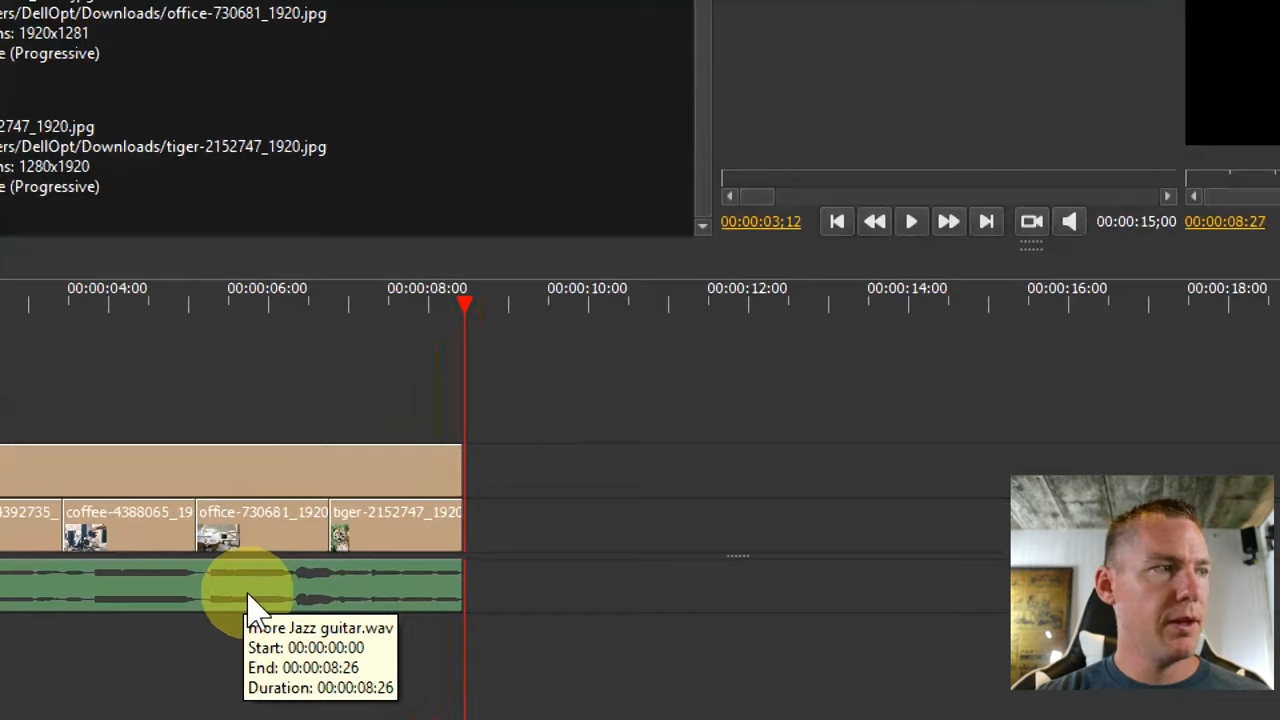 ers/DellOpt/Downloads/office-730681_1920.jpg
ns: 1920x1281
e (Progressive)
2747_1920.jpg
ers/DellOpt/Downloads/tiger-2152747_1920.jpg
ns: 1280x1920
e (Progressive)
00:00:03;12
00:00:15;00
00:00:08:27
00:00:04:00
00:00:06:00
00:00:08:00
00:00:10:00
00:00:12:00
00:00:14:00
00:00:16:00
00:00:18:00
4392735_
coffee-4388065_19
office-730681_1920
tiger-2152747_1920
more Jazz guitar.wav
Start: 00:00:00:00
End: 00:00:08:26
Duration: 00:00:08:26